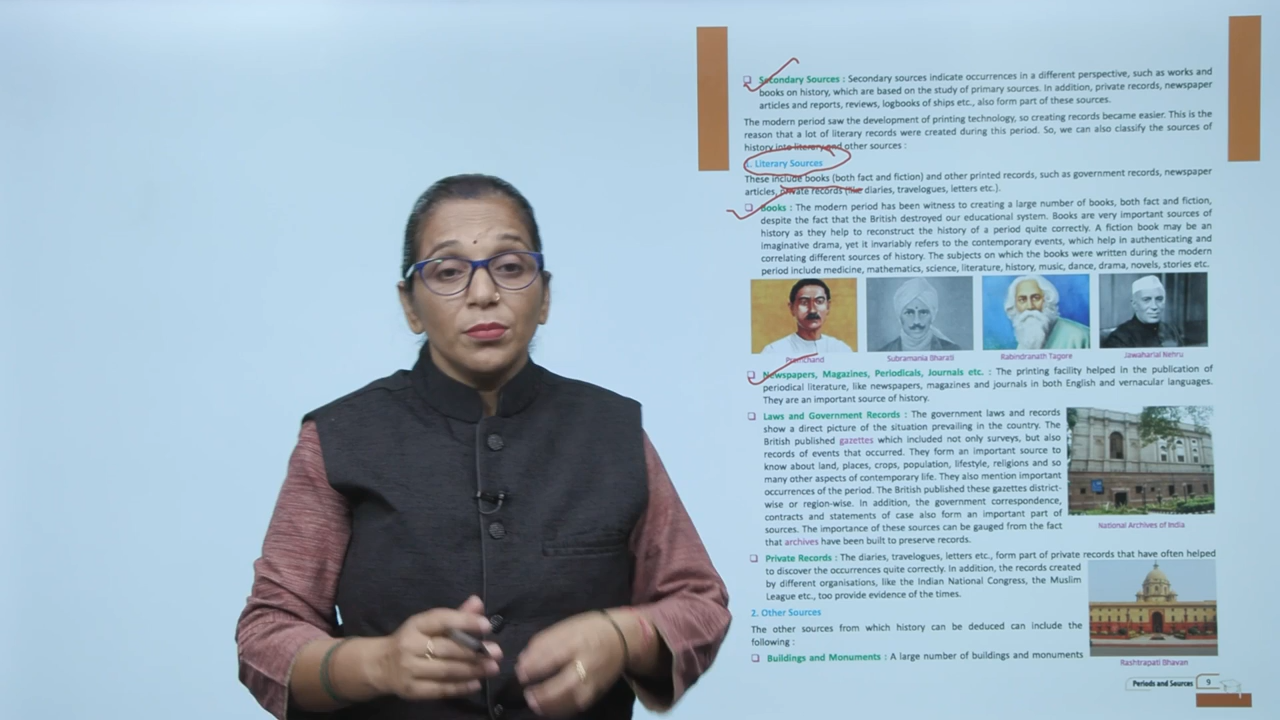 Secondary Sources : Secondary sources indicate occurrences in a different perspective, such as works and
books on history, which are based on the study of primary sources. In addition, private records, newspaper
articles and reports, reviews, logbooks of ships etc., also form part of these sources.
The modern period saw the development of printing technology, so creating records became easier. This is the
reason that a lot of literary records were created during this period. So, we can also classify the sources of
history into literary and other sources :
1. Literary Sources
These include books (both fact and fiction) and other printed records, such as government records, newspaper
articles, private records (like diaries, travelogues, letters etc.).
Books : The modern period has been witness to creating a large number of books, both fact and fiction,
despite the fact that the British destroyed our educational system. Books are very important sources of
history as they help to reconstruct the history of a period quite correctly. A fiction book may be an
imaginative drama, yet it invariably refers to the contemporary events, which help in authenticating and
correlating different sources of history. The subjects on which the books were written during the modern
period include medicine, mathematics, science, literature, history, music, dance, drama, novels, stories etc.
Premchand
Subramania Bharati
Rabindranath Tagore
Jawaharlal Nehru
Newspapers, Magazines, Periodicals, Journals etc. : The printing facility helped in the publication of
periodical literature, like newspapers, magazines and journals in both English and vernacular languages.
They are an important source of history.
Laws and Government Records : The government laws and records
show a direct picture of the situation prevailing in the country. The
British published gazettes which included not only surveys, but also
records of events that occurred. They form an important source to
know about land, places, crops, population, lifestyle, religions and so
many other aspects of contemporary life. They also mention important
occurrences of the period. The British published these gazettes district-
wise or region-wise. In addition, the government correspondence,
contracts and statements of case also form an important part of
sources. The importance of these sources can be gauged from the fact
that archives have been built to preserve records.
National Archives of India
Private Records : The diaries, travelogues, letters etc., form part of private records that have often helped
to discover the occurrences quite correctly. In addition, the records created
by different organisations, like the Indian National Congress, the Muslim
League etc., too provide evidence of the times.
2. Other Sources
The other sources from which history can be deduced can include the
following :
Buildings and Monuments : A large number of buildings and monuments
Rashtrapati Bhavan
Periods and Sources 9